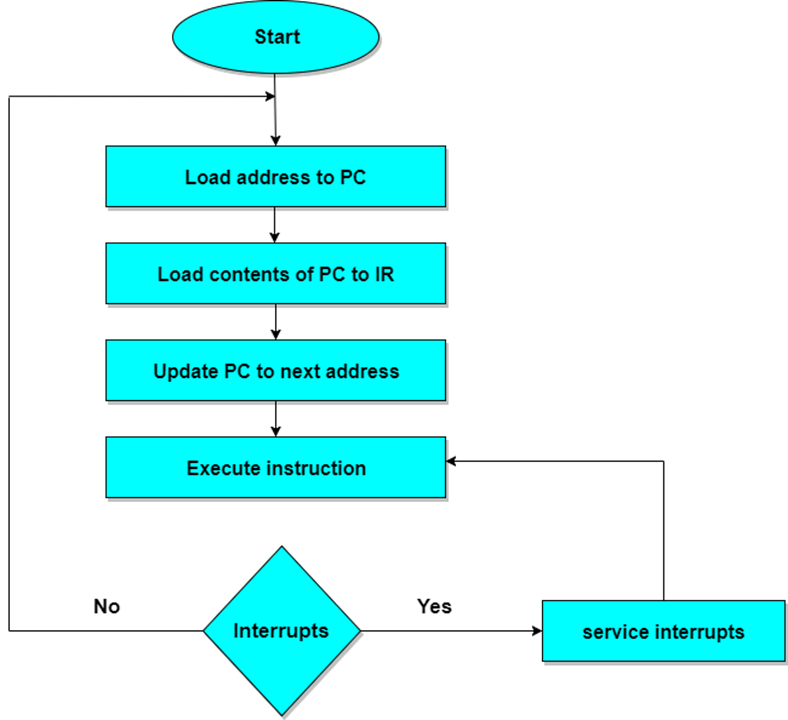 Start
Load address to PC
Load contents of PC to IR
Update PC to next address
Execute instruction
No
Yes
Interrupts
service interrupts